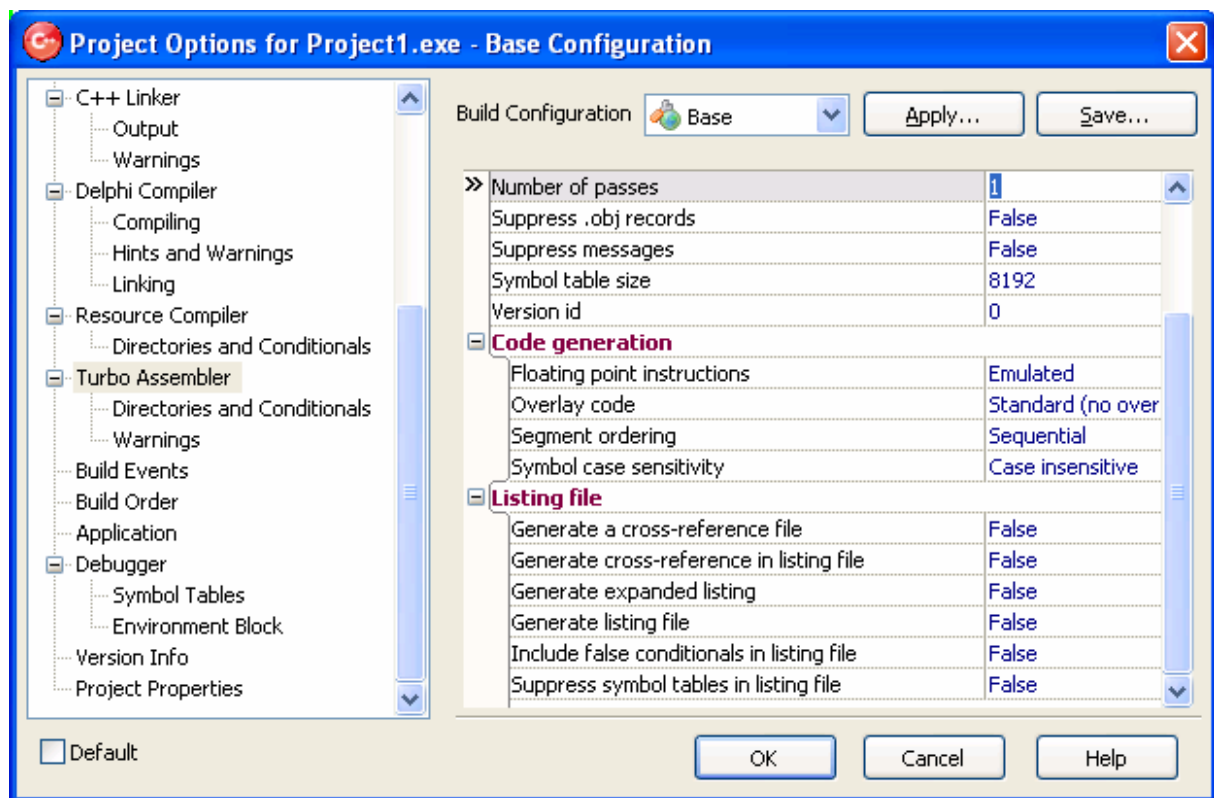 Project Options for Project1.exe - Base Configuration
C++ Linker
Output
Warnings
Delphi Compiler
Compiling
Hints and Warnings
Linking
Resource Compiler
Directories and Conditionals
Turbo Assembler
Directories and Conditionals
Warnings
Build Events
Build Order
Application
Debugger
Symbol Tables
Environment Block
Version Info
Project Properties
Build Configuration Base Apply... Save...
Number of passes 1
Suppress .obj records False
Suppress messages False
Symbol table size 8192
Version id 0
Code generation
Floating point instructions Emulated
Overlay code Standard (no over
Segment ordering Sequential
Symbol case sensitivity Case insensitive
Listing file
Generate a cross-reference file False
Generate cross-reference in listing file False
Generate expanded listing False
Generate listing file False
Include false conditionals in listing file False
Suppress symbol tables in listing file False
Default OK Cancel Help